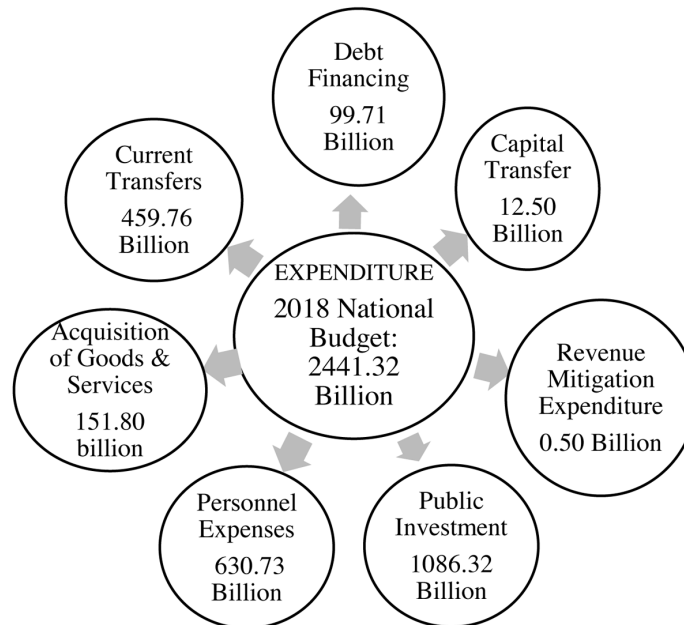 EXPENDITURE
2018 National
Budget:
2441.32
Billion
Debt
Financing
99.71
Billion
Capital
Transfer
12.50
Billion
Revenue
Mitigation
Expenditure
0.50 Billion
Public
Investment
1086.32
Billion
Personnel
Expenses
630.73
Billion
Acquisition
of Goods &
Services
151.80
billion
Current
Transfers
459.76
Billion